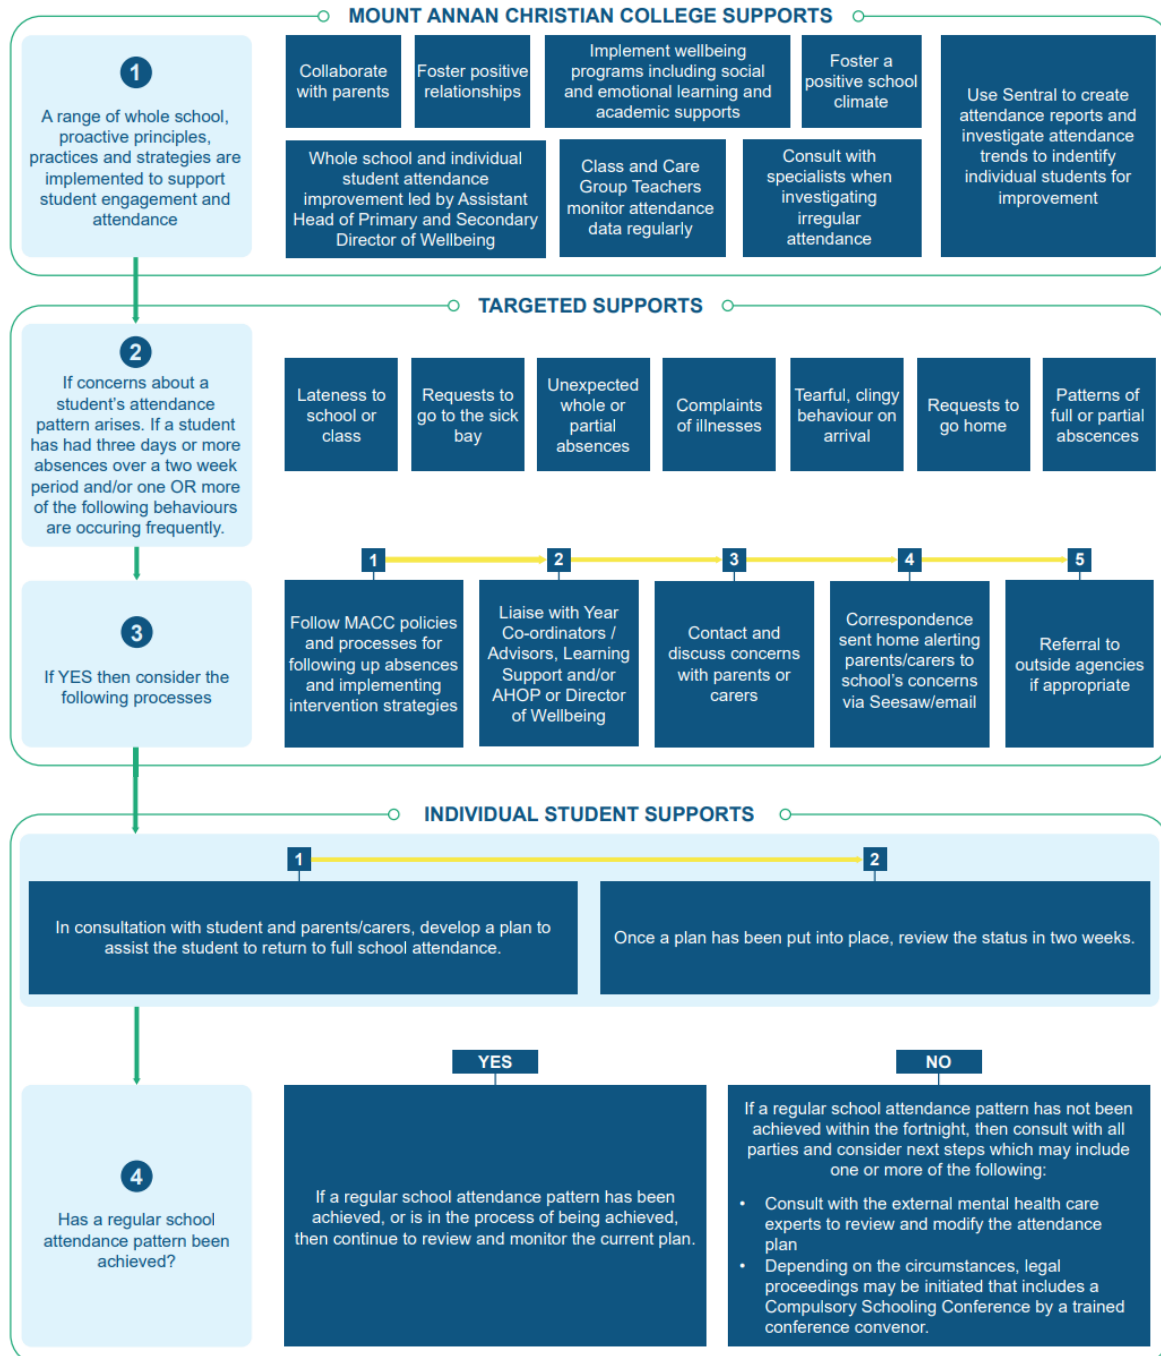 MOUNT ANNAN CHRISTIAN COLLEGE SUPPORTS
1
A range of whole school,
proactive principles,
practices and strategies are
implemented to support
student engagement and
attendance
Collaborate
with parents
Foster positive
relationships
Implement wellbeing
programs including social
and emotional learning and
academic supports
Foster a
positive school
climate
Use Sentral to create
attendance reports and
investigate attendance
trends to indentify
individual students for
improvement
Whole school and individual
student attendance
improvement led by Assistant
Head of Primary and Secondary
Director of Wellbeing
Class and Care
Group Teachers
monitor attendance
data regularly
Consult with
specialists when
investigating
irregular
attendance
TARGETED SUPPORTS
2
If concerns about a
student's attendance
pattern arises. If a student
has had three days or more
absences over a two week
period and/or one OR more
of the following behaviours
are occuring frequently.
Lateness to
school or
class
Requests to
go to the sick
bay
Unexpected
whole or
partial
absences
Complaints
of illnesses
Tearful, clingy
behaviour on
arrival
Requests to
go home
Patterns of
full or partial
abscences
3
If YES then consider the
following processes
1
Follow MACC policies
and processes for
following up absences
and implementing
intervention strategies
2
Liaise with Year
Co-ordinators /
Advisors, Learning
Support and/or
AHOP or Director
of Wellbeing
3
Contact and
discuss concerns
with parents or
carers
4
Correspondence
sent home alerting
parents/carers to
school's concerns
via Seesaw/email
5
Referral to
outside agencies
if appropriate
INDIVIDUAL STUDENT SUPPORTS
1
In consultation with student and parents/carers, develop a plan to
assist the student to return to full school attendance.
2
Once a plan has been put into place, review the status in two weeks.
4
Has a regular school
attendance pattern been
achieved?
YES
If a regular school attendance pattern has been
achieved, or is in the process of being achieved,
then continue to review and monitor the current plan.
NO
If a regular school attendance pattern has not been
achieved within the fortnight, then consult with all
parties and consider next steps which may include
one or more of the following:
• Consult with the external mental health care
experts to review and modify the attendance
plan
• Depending on the circumstances, legal
proceedings may be initiated that includes a
Compulsory Schooling Conference by a trained
conference convenor.